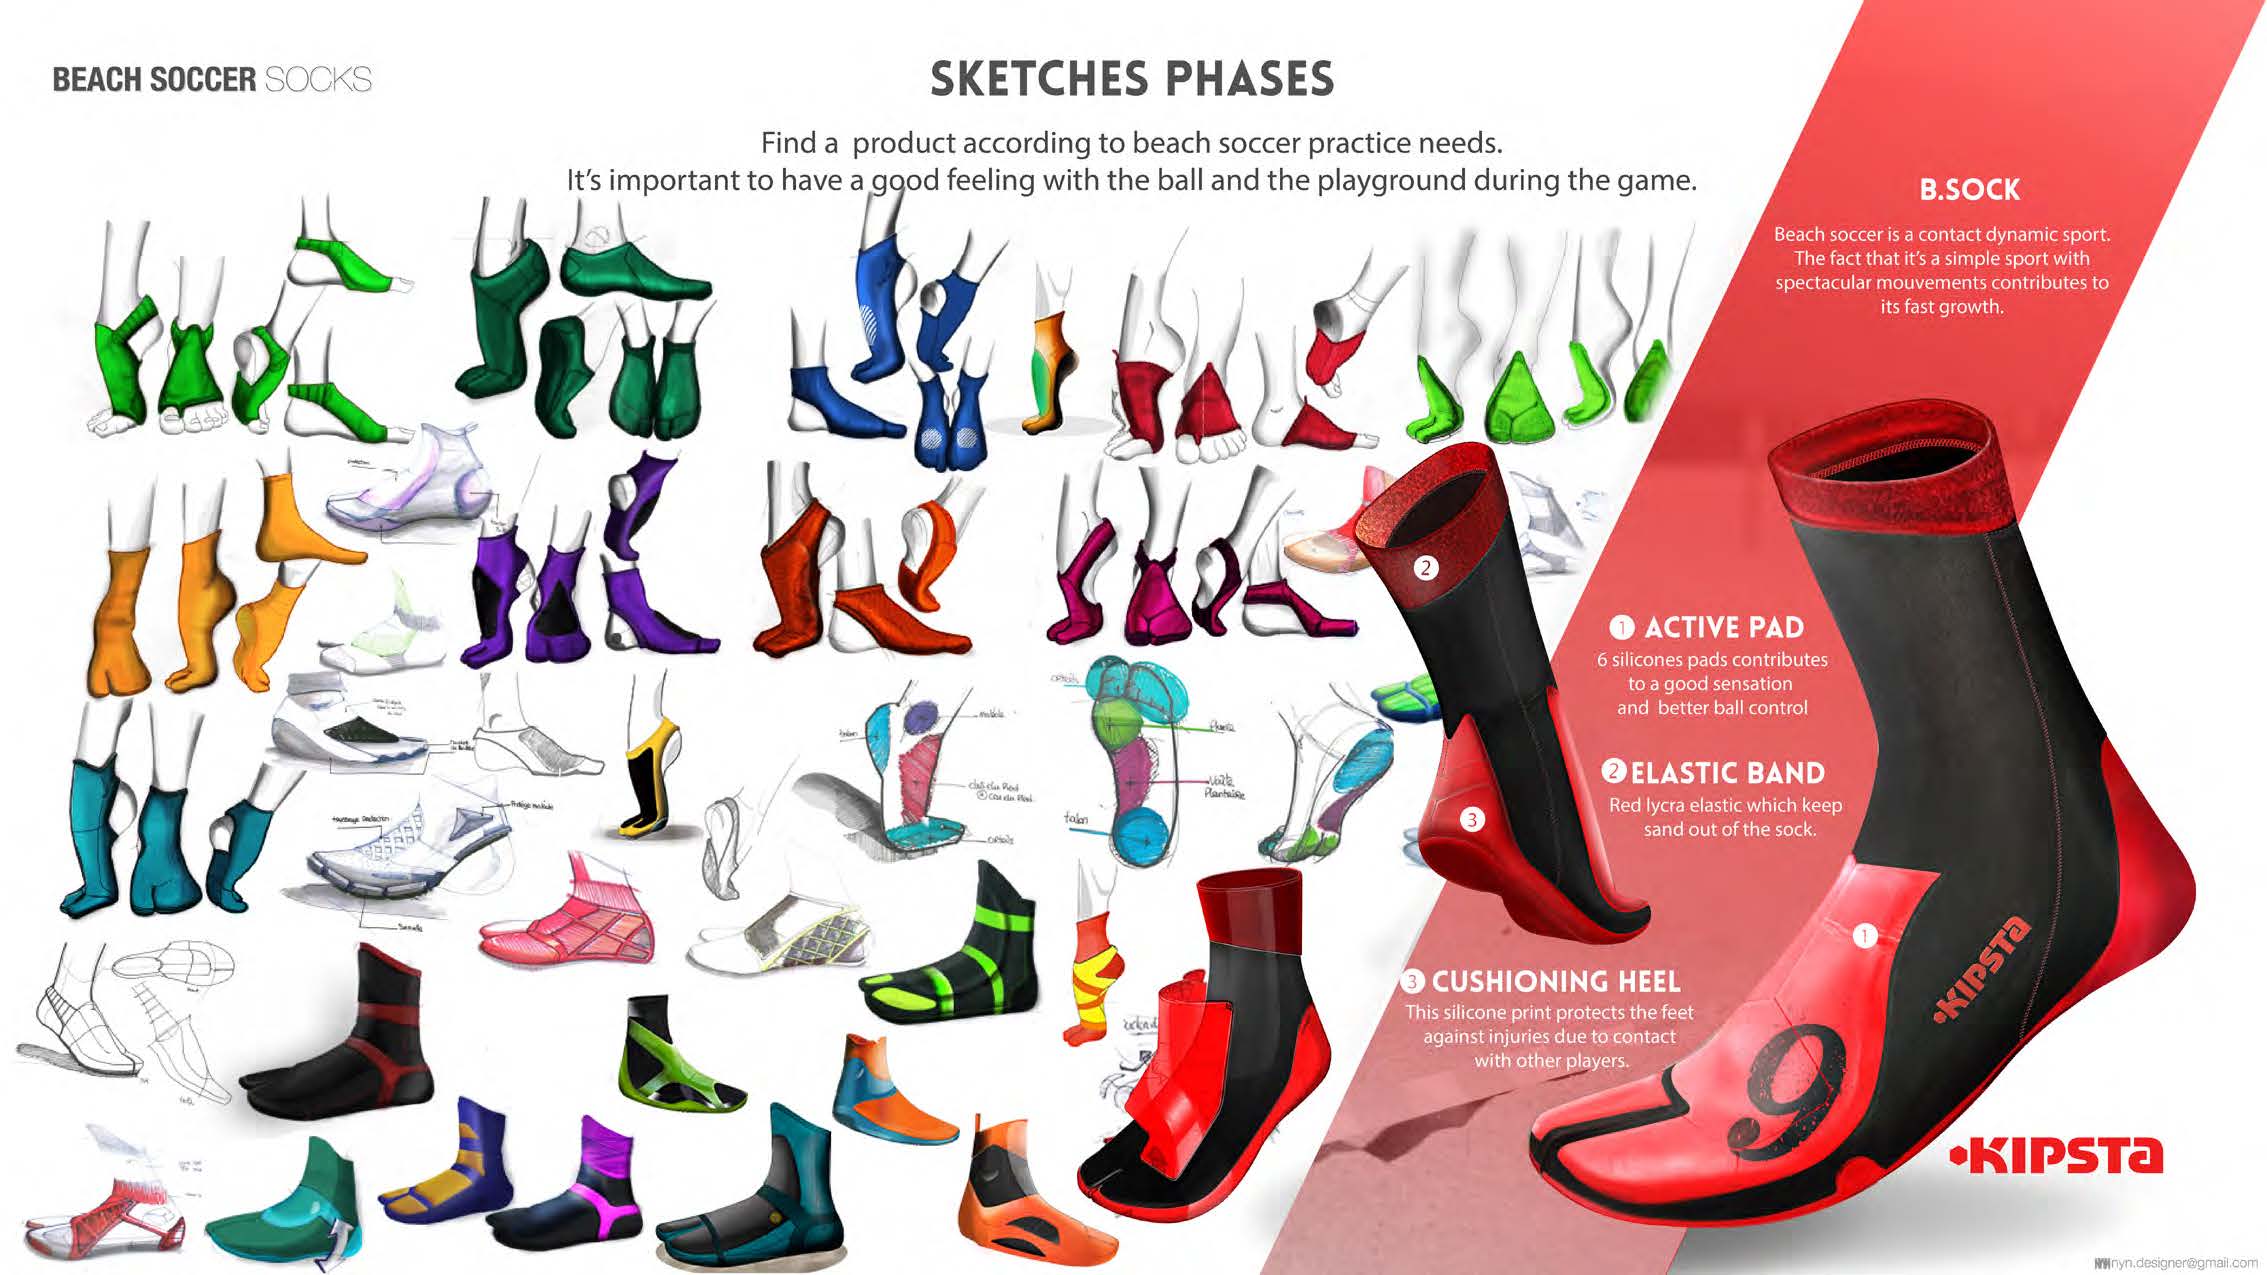 BEACH SOCCER SOCKS
SKETCHES PHASES
Find a product according to beach soccer practice needs.
It's important to have a good feeling with the ball and the playground during the game.
B.SOCK
Beach soccer is a contact dynamic sport.
The fact that it's a simple sport with
spectacular mouvements contributes to
its fast growth.
1 ACTIVE PAD
6 silicones pads contributes
to a good sensation
and better ball control
2 ELASTIC BAND
Red lycra elastic which keep
sand out of the sock.
3 CUSHIONING HEEL
This silicone print protects the feet
against injuries due to contact
with other players.
2
3
1
9
KIPSTA
KIPSTA
talon
orteils
talon
Voûte
Plantaire
nyn.designer@gmail.com